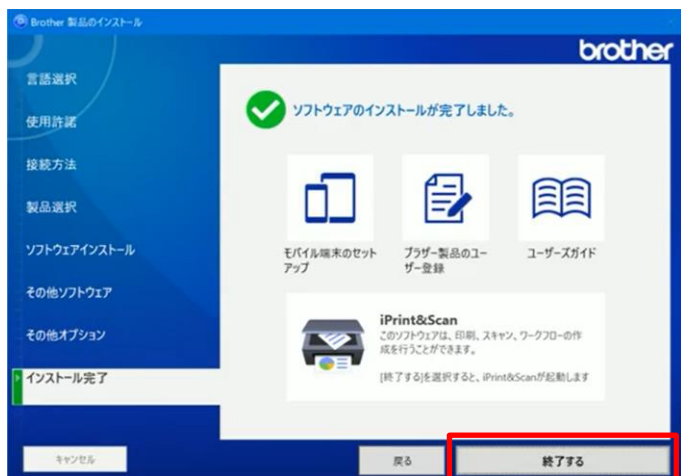 Brother 製品のインストール
brother
言語選択
使用許諾
接続方法
製品選択
ソフトウェアインストール
その他ソフトウェア
その他オプション
インストール完了
ソフトウェアのインストールが完了しました。
モバイル端末のセット
アップ
ブラザー製品のユー
ザー登録
ユーザーズガイド
iPrint&Scan
このソフトウェアは、印刷、スキャン、ワークフローの作
成を行うことができます。
[終了する]を選択すると、iPrint&Scanが起動します
キャンセル
戻る
終了する